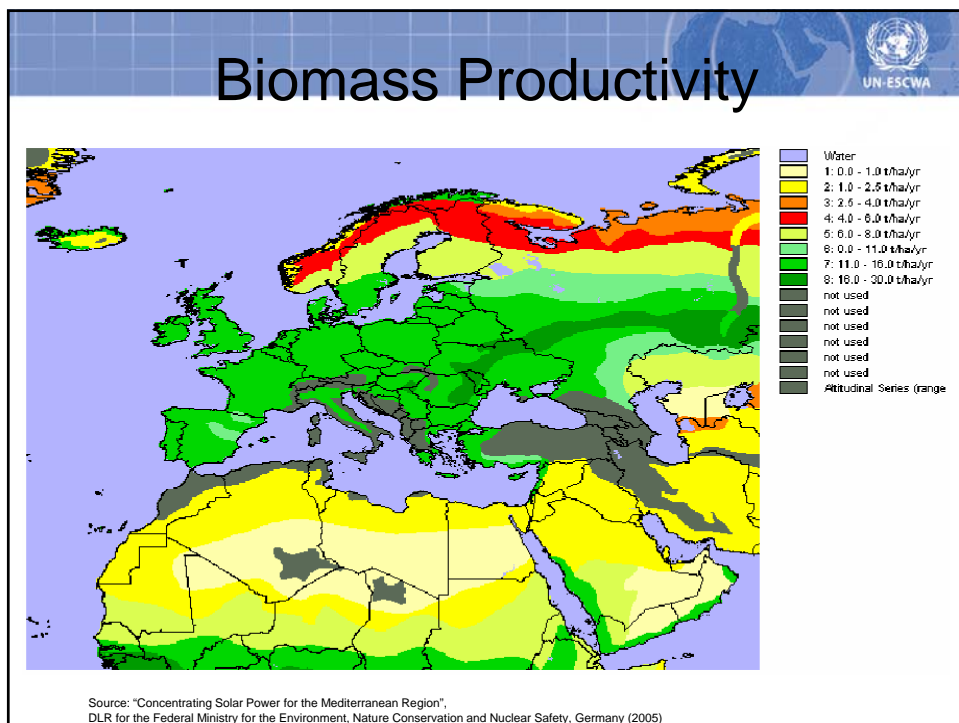 UN-ESCWA
Biomass Productivity
Water
1: 0.0 - 1.0 t/ha/yr
2: 1.0 - 2.5 t/ha/yr
3: 2.5 - 4.0 t/ha/yr
4: 4.0 - 6.0 t/ha/yr
5: 6.0 - 8.0 t/ha/yr
6: 0.0 - 11.0 t/ha/yr
7: 11.0 - 16.0 t/ha/yr
8: 16.0 - 30.0 t/ha/yr
not used
not used
not used
not used
not used
not used
Altitudinal Series (range
Source: “Concentrating Solar Power for the Mediterranean Region”,
DLR for the Federal Ministry for the Environment, Nature Conservation and Nuclear Safety, Germany (2005)